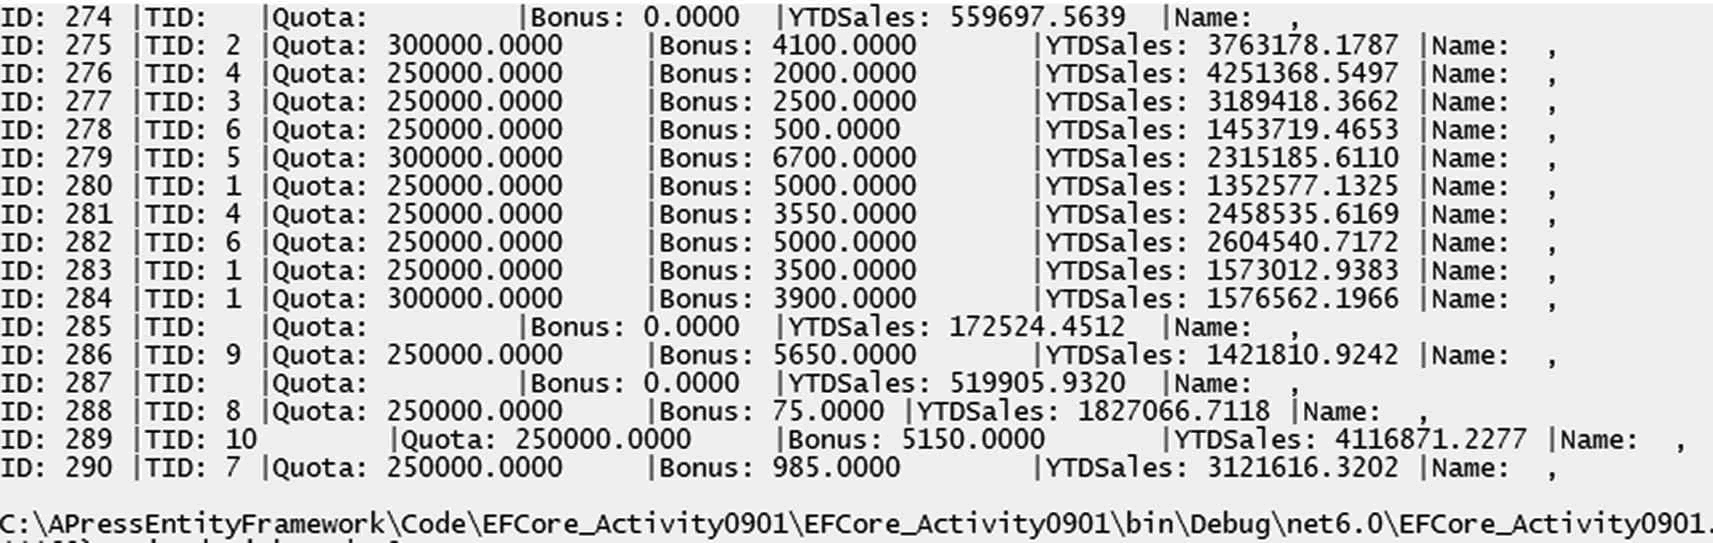 ID: 274 |TID: |Quota: |Bonus: 0.0000 |YTDSales: 559697.5639 |Name: ,
ID: 275 |TID: 2 |Quota: 300000.0000 |Bonus: 4100.0000 |YTDSales: 3763178.1787 |Name: ,
ID: 276 |TID: 4 |Quota: 250000.0000 |Bonus: 2000.0000 |YTDSales: 4251368.5497 |Name: ,
ID: 277 |TID: 3 |Quota: 250000.0000 |Bonus: 2500.0000 |YTDSales: 3189418.3662 |Name: ,
ID: 278 |TID: 6 |Quota: 250000.0000 |Bonus: 500.0000 |YTDSales: 1453719.4653 |Name: ,
ID: 279 |TID: 5 |Quota: 300000.0000 |Bonus: 6700.0000 |YTDSales: 2315185.6110 |Name: ,
ID: 280 |TID: 1 |Quota: 250000.0000 |Bonus: 5000.0000 |YTDSales: 1352577.1325 |Name: ,
ID: 281 |TID: 4 |Quota: 250000.0000 |Bonus: 3550.0000 |YTDSales: 2458535.6169 |Name: ,
ID: 282 |TID: 6 |Quota: 250000.0000 |Bonus: 5000.0000 |YTDSales: 2604540.7172 |Name: ,
ID: 283 |TID: 1 |Quota: 250000.0000 |Bonus: 3500.0000 |YTDSales: 1573012.9383 |Name: ,
ID: 284 |TID: 1 |Quota: 300000.0000 |Bonus: 3900.0000 |YTDSales: 1576562.1966 |Name: ,
ID: 285 |TID: |Quota: |Bonus: 0.0000 |YTDSales: 172524.4512 |Name: ,
ID: 286 |TID: 9 |Quota: 250000.0000 |Bonus: 5650.0000 |YTDSales: 1421810.9242 |Name: ,
ID: 287 |TID: |Quota: |Bonus: 0.0000 |YTDSales: 519905.9320 |Name: ,
ID: 288 |TID: 8 |Quota: 250000.0000 |Bonus: 75.0000 |YTDSales: 1827066.7118 |Name: ,
ID: 289 |TID: 10 |Quota: 250000.0000 |Bonus: 5150.0000 |YTDSales: 4116871.2277 |Name: ,
ID: 290 |TID: 7 |Quota: 250000.0000 |Bonus: 985.0000 |YTDSales: 3121616.3202 |Name: ,
C:\APressEntityFramework\Code\EFCore_Activity0901\EFCore_Activity0901\bin\Debug\net6.0\EFCore_Activity0901.